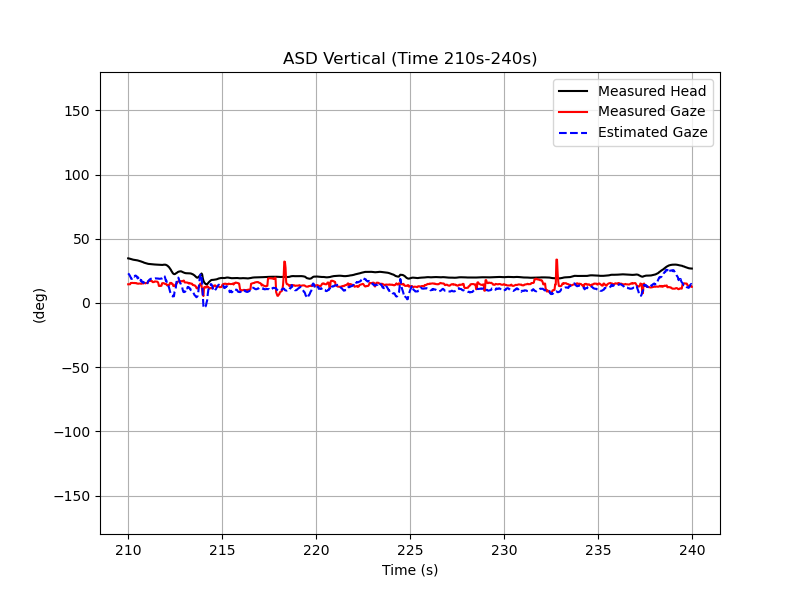 ASD Vertical (Time 210s-240s)
Measured Head
Measured Gaze
Estimated Gaze
150
100
50
0
−50
−100
−150
(deg)
210 215 220 225 230 235 240
Time (s)